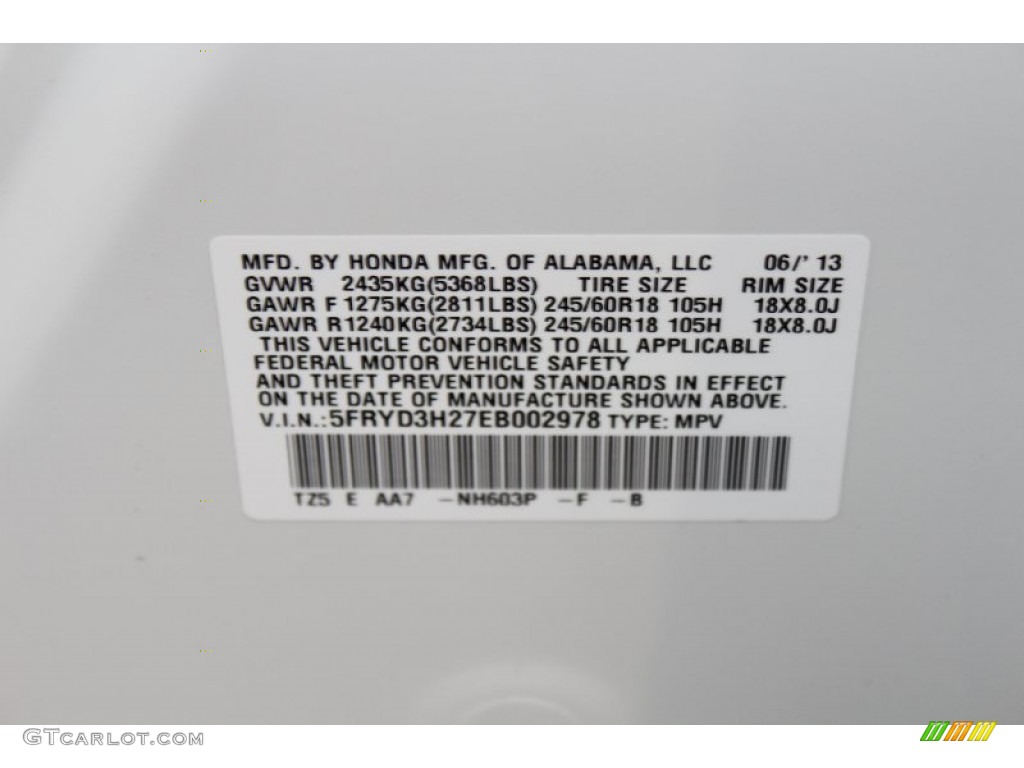 MFD. BY HONDA MFG. OF ALABAMA, LLC 06/' 13
GVWR 2435KG(5368LBS) TIRE SIZE RIM SIZE
GAWR F 1275KG(2811LBS) 245/60R18 105H 18X8.0J
GAWR R1240KG(2734LBS) 245/60R18 105H 18X8.0J
THIS VEHICLE CONFORMS TO ALL APPLICABLE
FEDERAL MOTOR VEHICLE SAFETY
AND THEFT PREVENTION STANDARDS IN EFFECT
ON THE DATE OF MANUFACTURE SHOWN ABOVE.
V.I.N.:5FRYD3H27EB002978 TYPE: MPV
TZ5 E AA7 -NH603P -F -B
GTCARLOT.COM